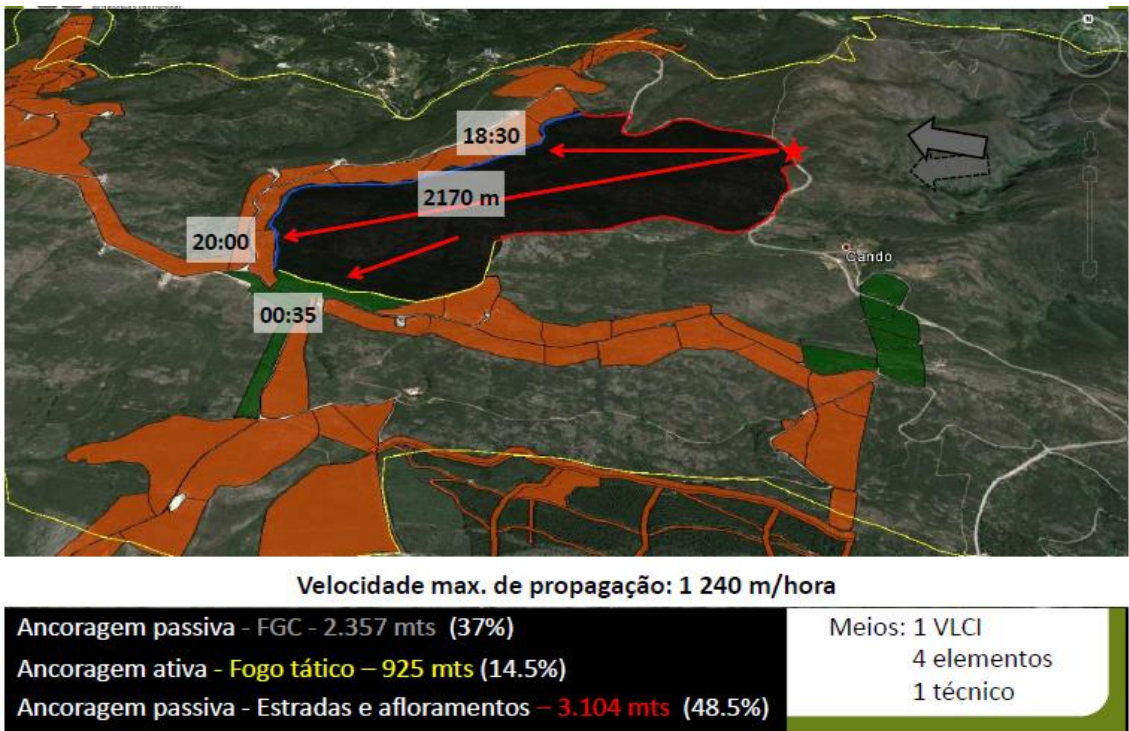 N
18:30
2170 m
20:00
Cando
00:35
Velocidade max. de propagação: 1 240 m/hora
Ancoragem passiva - FGC - 2.357 mts (37%)
Ancoragem ativa - Fogo tático – 925 mts (14.5%)
Ancoragem passiva - Estradas e afloramentos – 3.104 mts (48.5%)
Meios: 1 VLCI
4 elementos
1 técnico